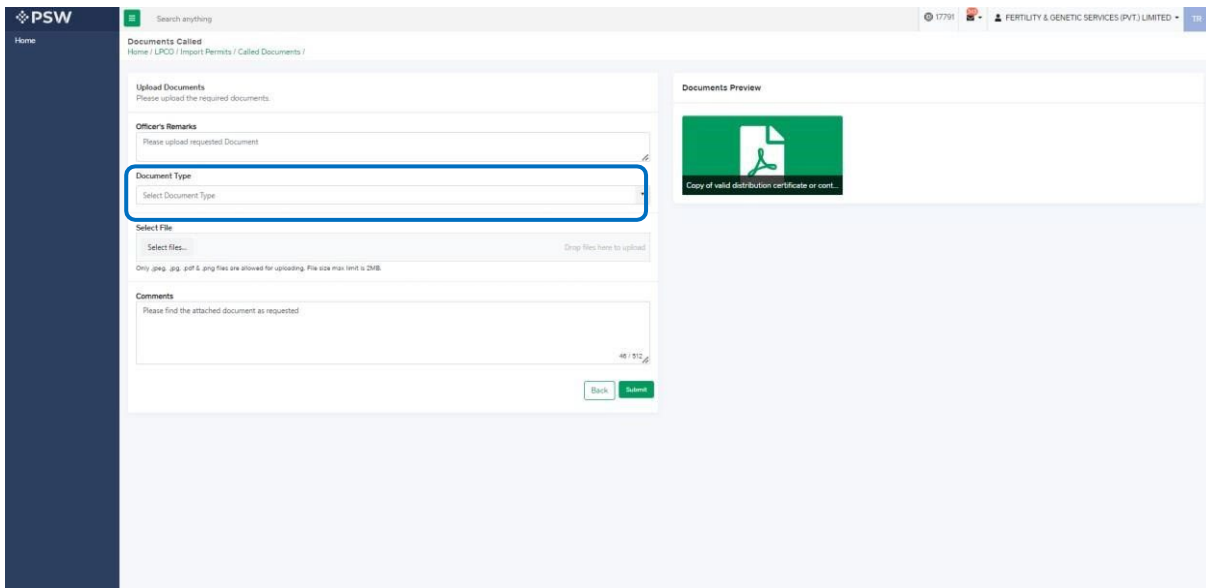 PSW
Search anything
17791
FERTILITY & GENETIC SERVICES (PVT.) LIMITED
TR
Home
Documents Called
Home / LPCO / Import Permits / Called Documents /
Upload Documents
Please upload the required documents.
Documents Preview
Officer's Remarks
Please upload requested Document
Copy of valid distribution certificate or cont...
Document Type
Select Document Type
Select File
Select files...
Drop files here to upload
Only .jpeg, .jpg, .pdf & .png files are allowed for uploading. File size max limit is 2MB.
Comments
Please find the attached document as requested
46 / 512
Back
Submit